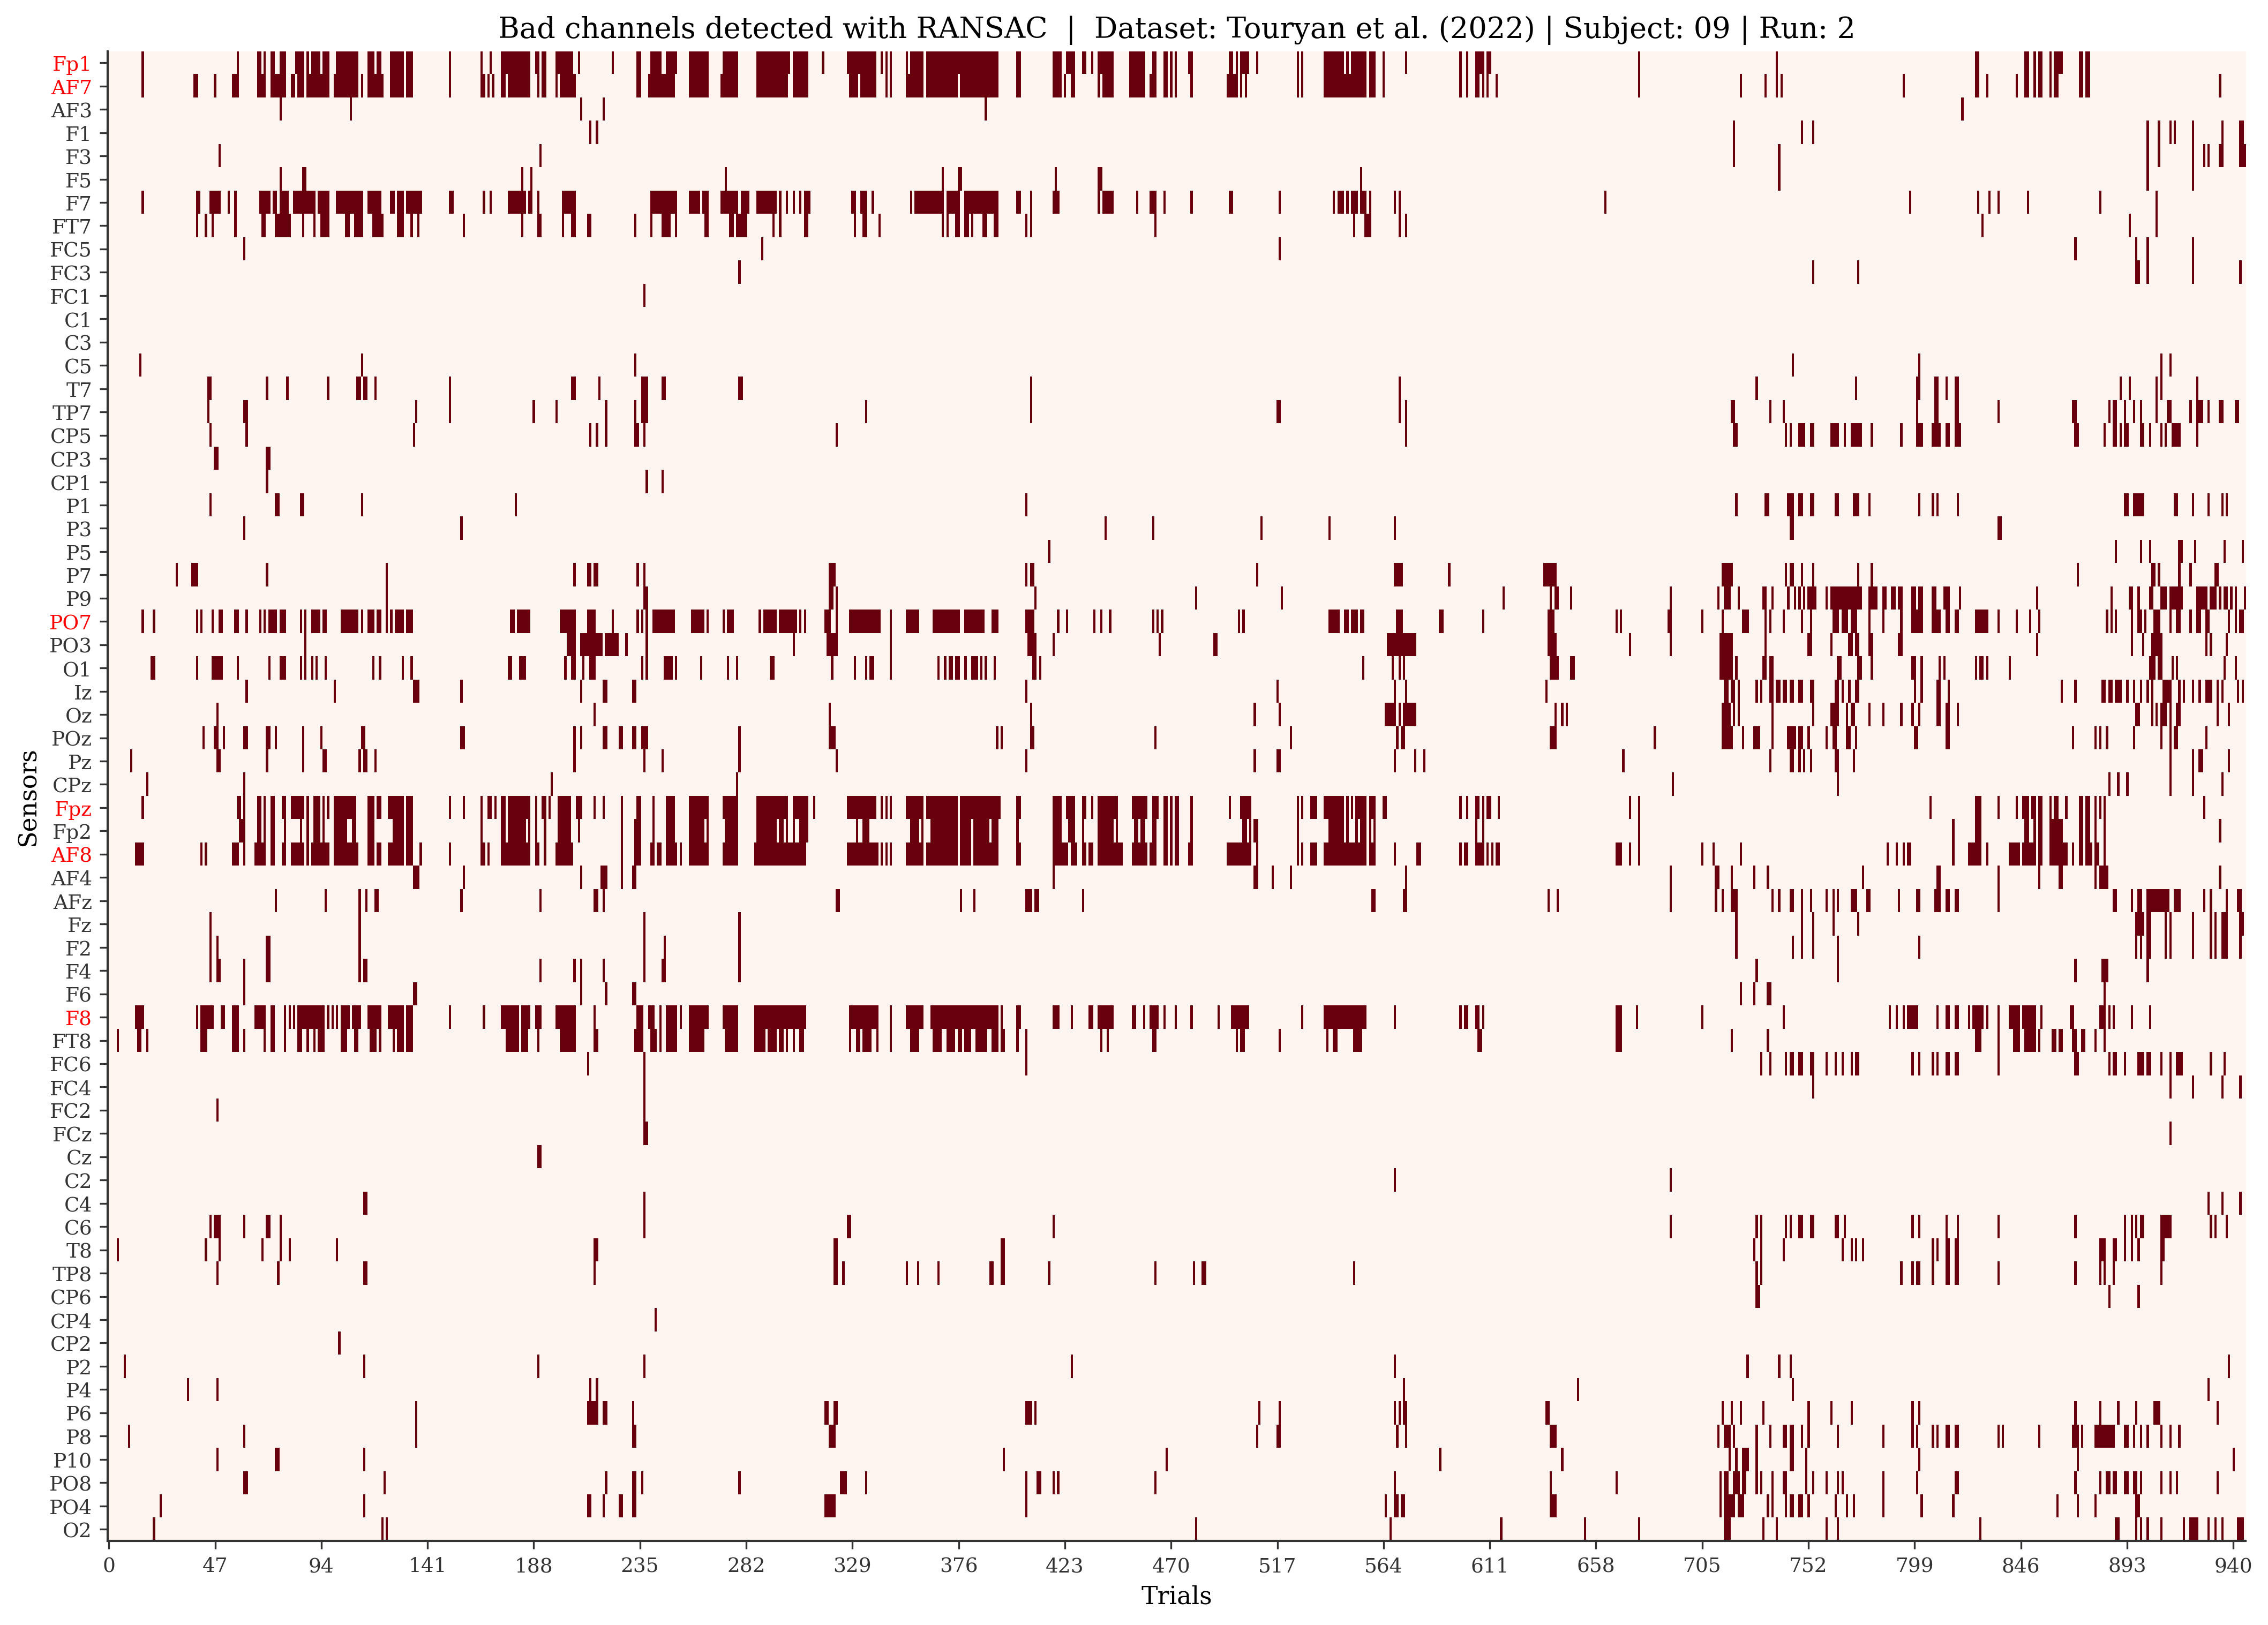 Bad channels detected with RANSAC | Dataset: Touryan et al. (2022) | Subject: 09 | Run: 2
Sensors
Fp1
AF7
AF3
F1
F3
F5
F7
FT7
FC5
FC3
FC1
C1
C3
C5
T7
TP7
CP5
CP3
CP1
P1
P3
P5
P7
P9
PO7
PO3
O1
Iz
Oz
POz
Pz
CPz
Fpz
Fp2
AF8
AF4
AFz
Fz
F2
F4
F6
F8
FT8
FC6
FC4
FC2
FCz
Cz
C2
C4
C6
T8
TP8
CP6
CP4
CP2
P2
P4
P6
P8
P10
PO8
PO4
O2
0 47 94 141 188 235 282 329 376 423 470 517 564 611 658 705 752 799 846 893 940
Trials